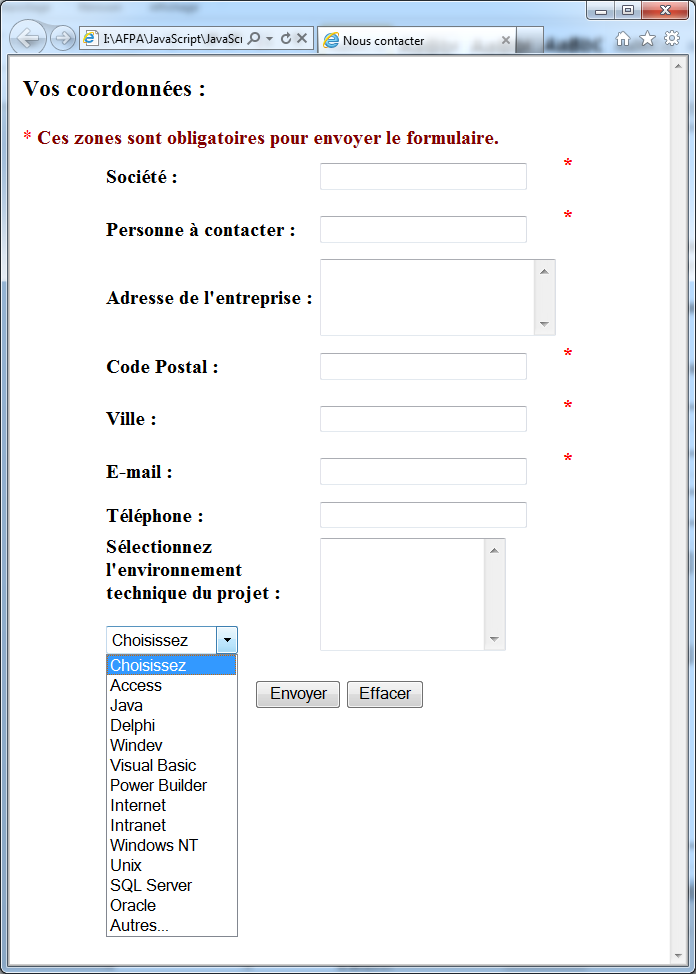 I:\AFPA\JavaScript\JavaSci
Nous contacter
Vos coordonnées :
* Ces zones sont obligatoires pour envoyer le formulaire.
Société : *
Personne à contacter : *
Adresse de l'entreprise :
Code Postal : *
Ville : *
E-mail : *
Téléphone :
Sélectionnez
l'environnement
technique du projet :
Choisissez
Choisissez
Access
Envoyer Effacer
Java
Delphi
Windev
Visual Basic
Power Builder
Internet
Intranet
Windows NT
Unix
SQL Server
Oracle
Autres...